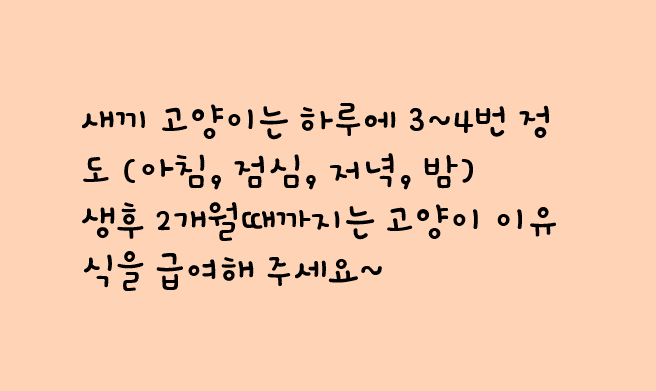 새끼 고양이는 하루에 3~4번 정
도 (아침, 점심, 저녁, 밤)
생후 2개월때까지는 고양이 이유
식을 급여해 주세요~